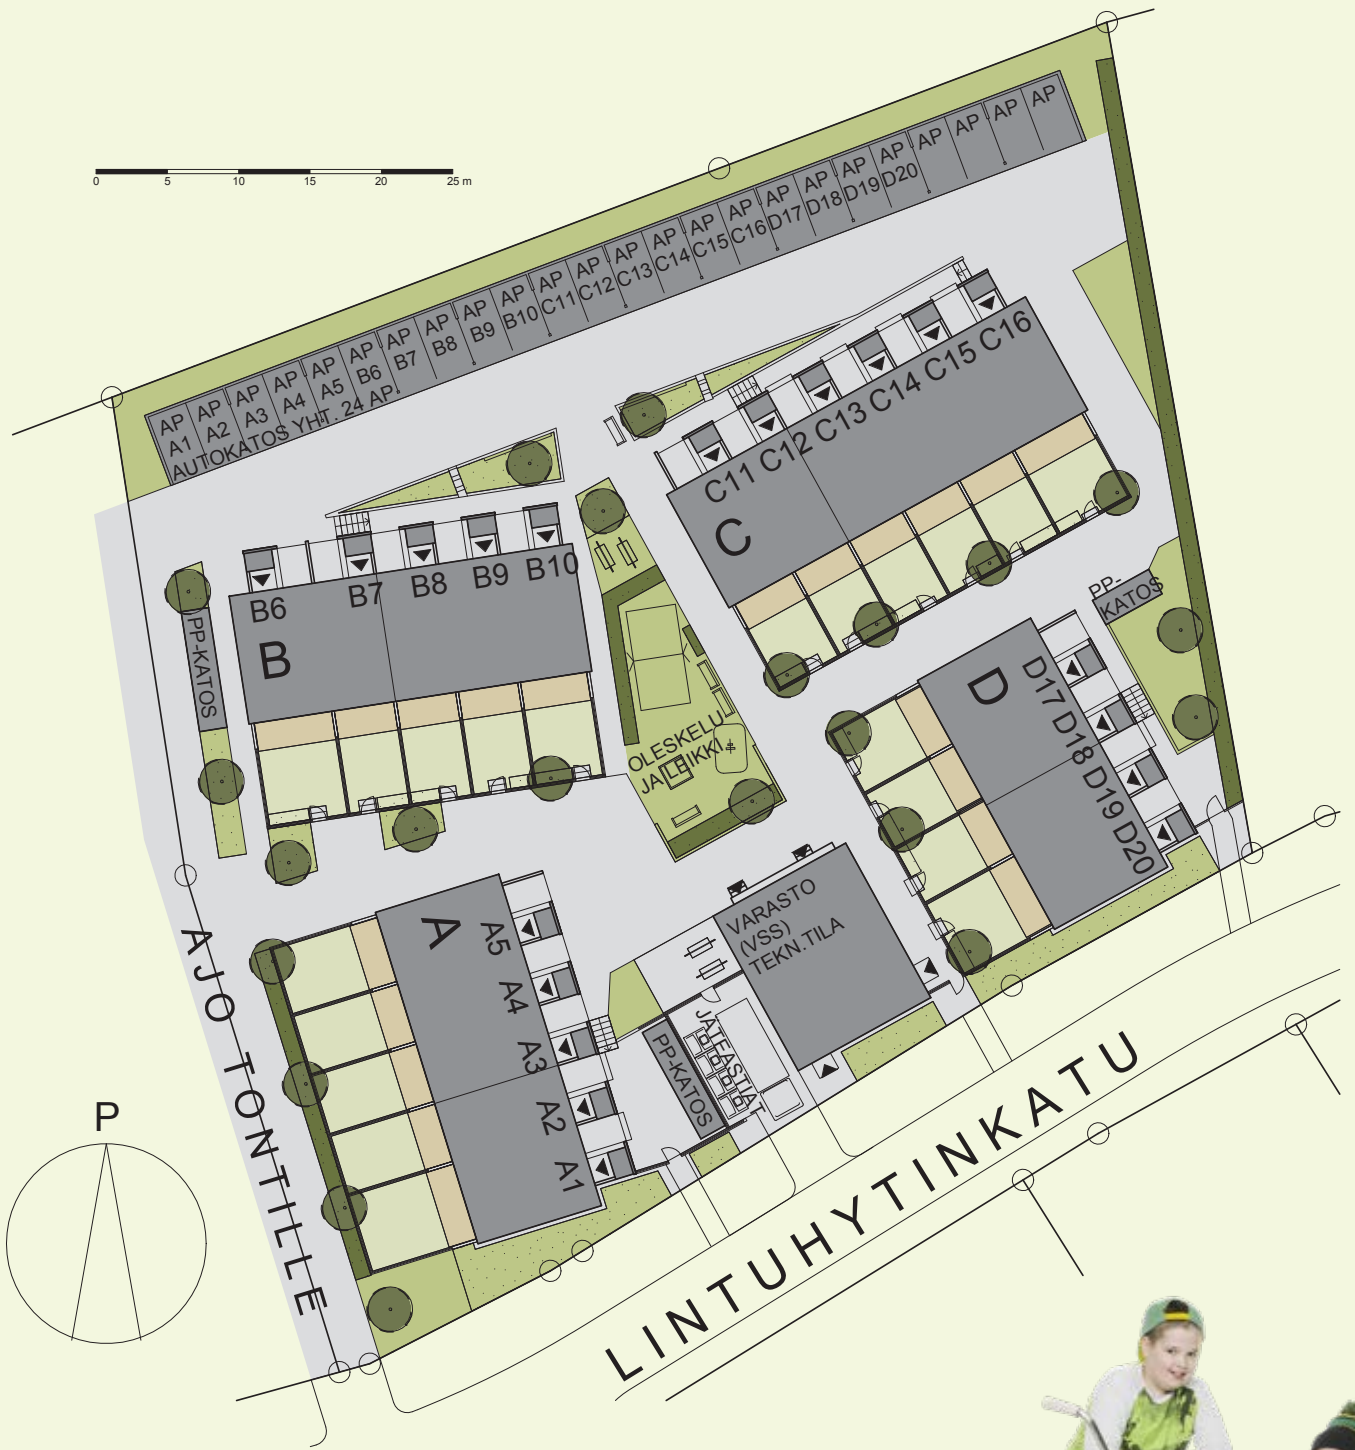 0 5 10 15 20 25 m
AP A1
AP A2
AP A3
AP A4
AP A5
AP B6
AP B7
AP B8
AP B9
AP B10
AP C11
AP C12
AP C13
AP C14
AP C15
AP C16
AP D17
AP D18
AP D19
AP D20
AP
AP
AP
AP
AUTOKATOS YHT. 24 AP.
C11 C12 C13 C14 C15 C16
C
B6 B7 B8 B9 B10
B
PP-KATOS
PP-
KATOS
D
D17 D18 D19 D20
OLESKELU
JA LEIKKI
A
A5
A4
A3
A2
A1
VARASTO
(VSS)
TEKN.TILA
JÄTEASTIAT
PP-KATOS
AJO TONTILLE
P
LINTUHYTINKATU